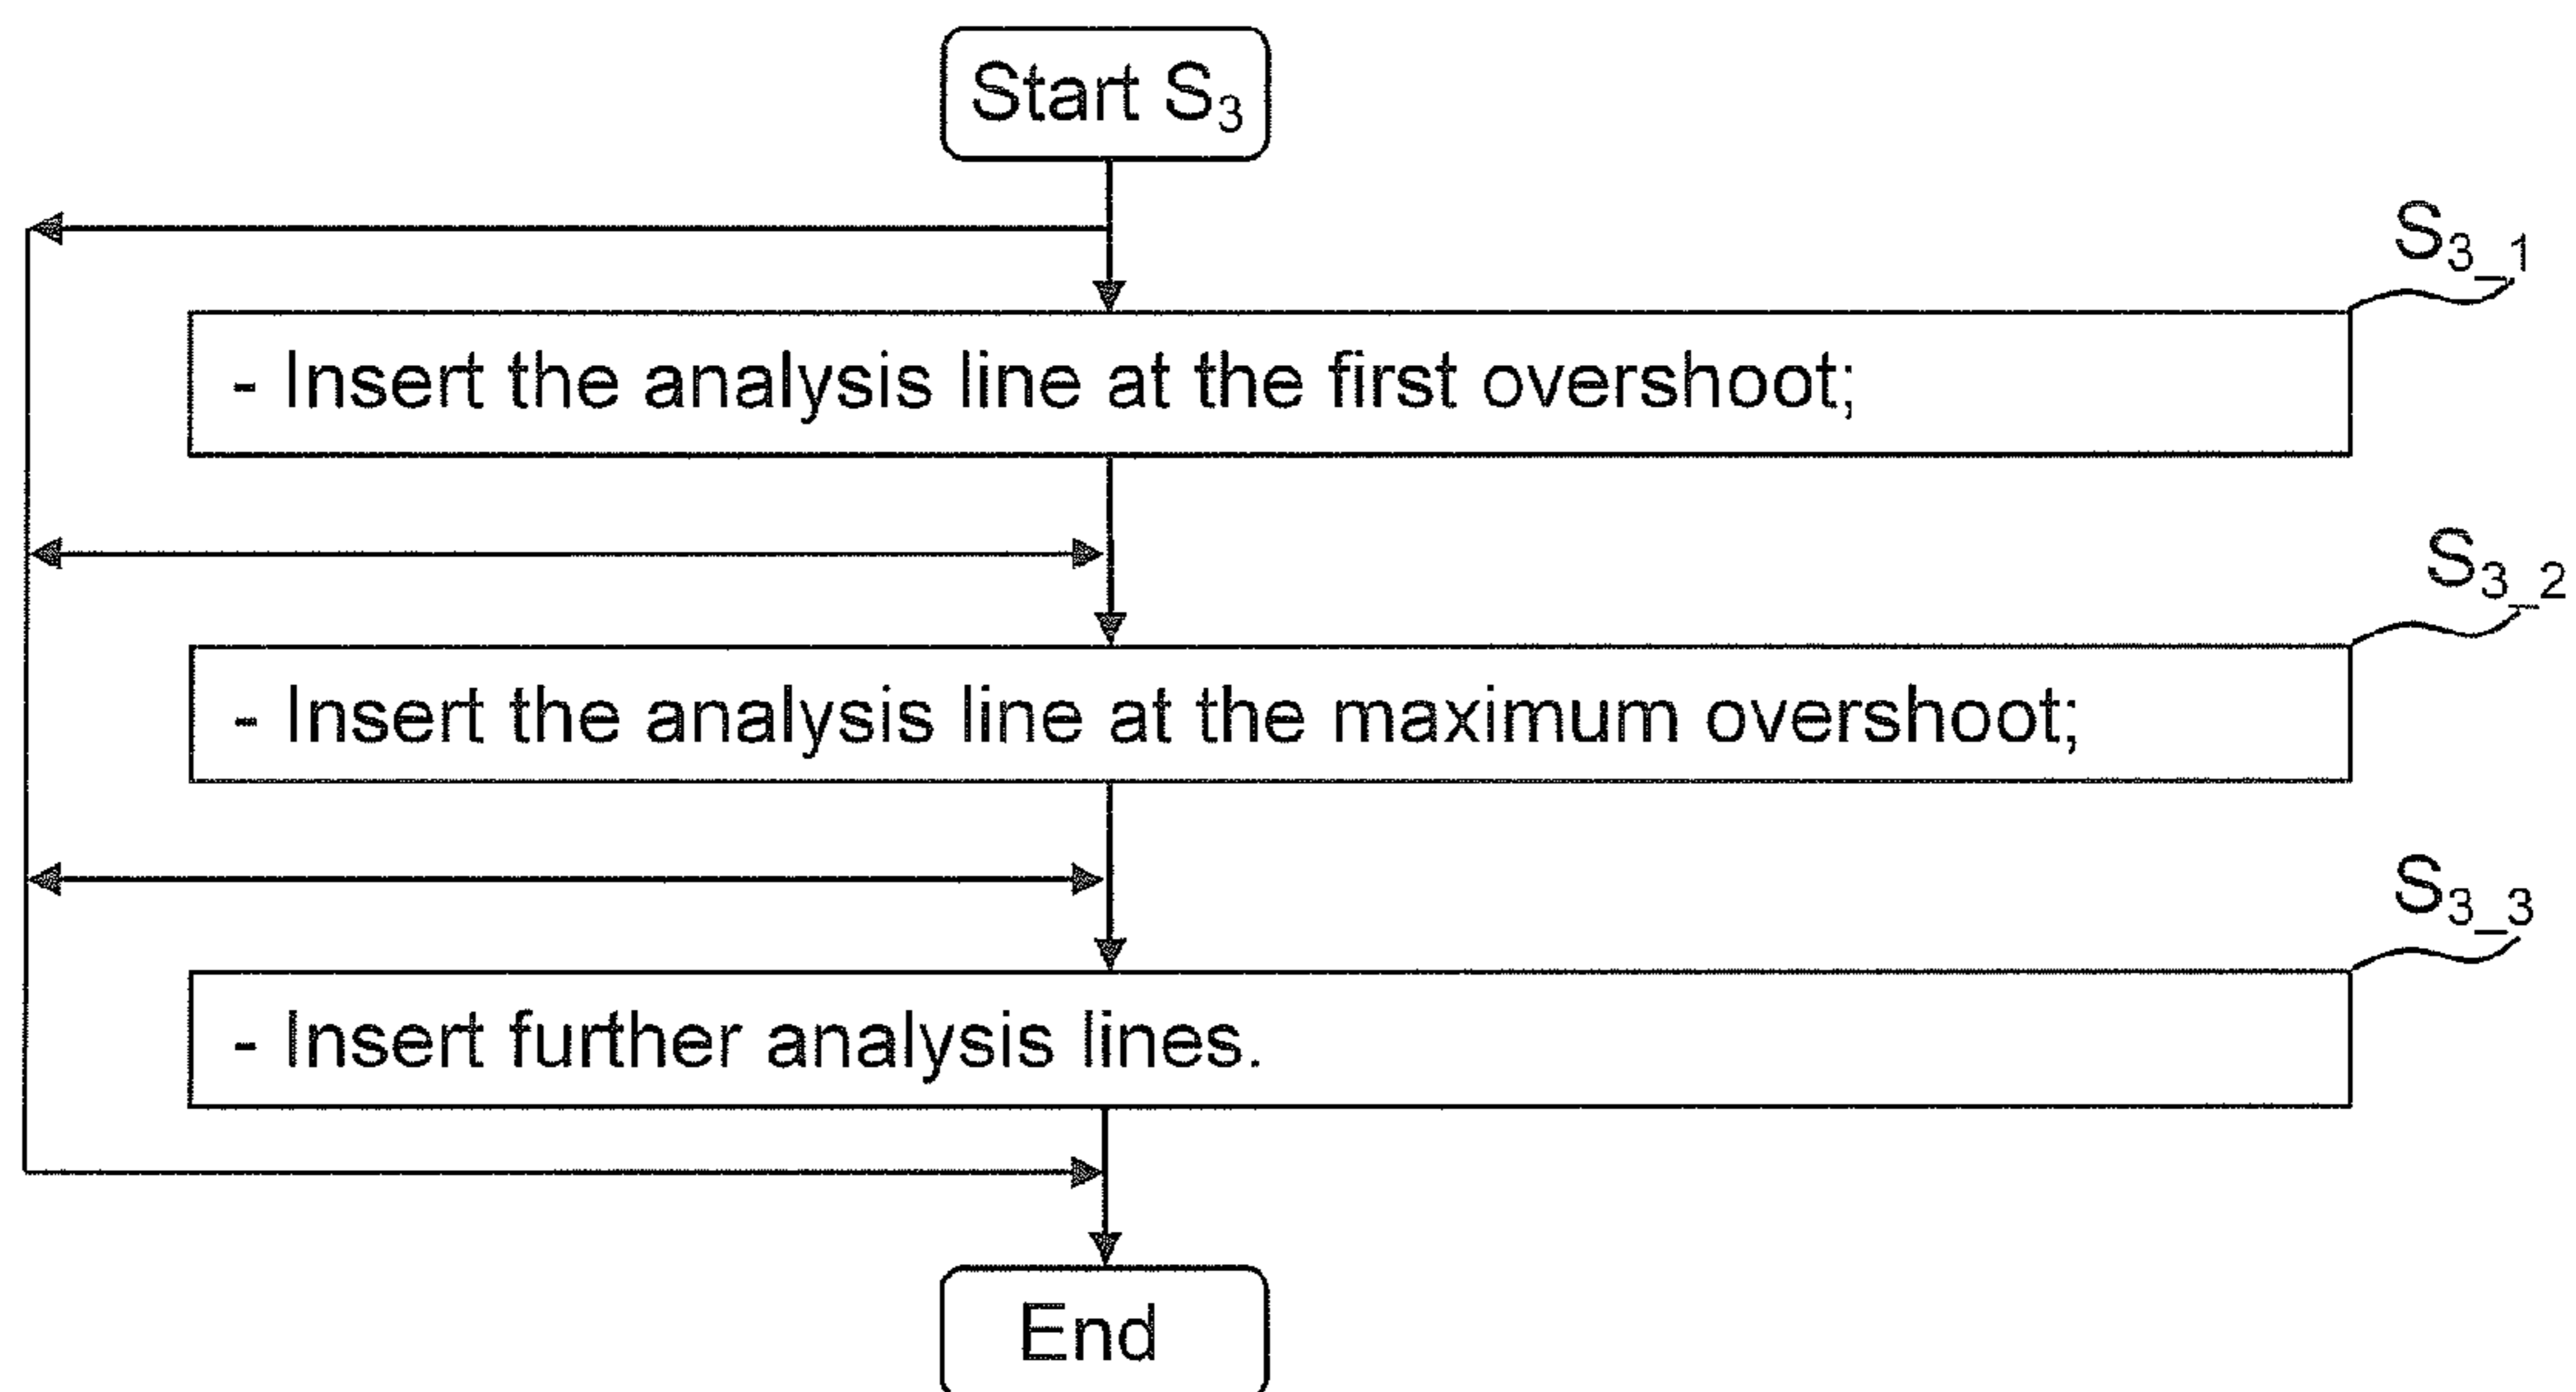 Start S₃
S₃_₁
- Insert the analysis line at the first overshoot;
S₃_₂
- Insert the analysis line at the maximum overshoot;
S₃_₃
- Insert further analysis lines.
End